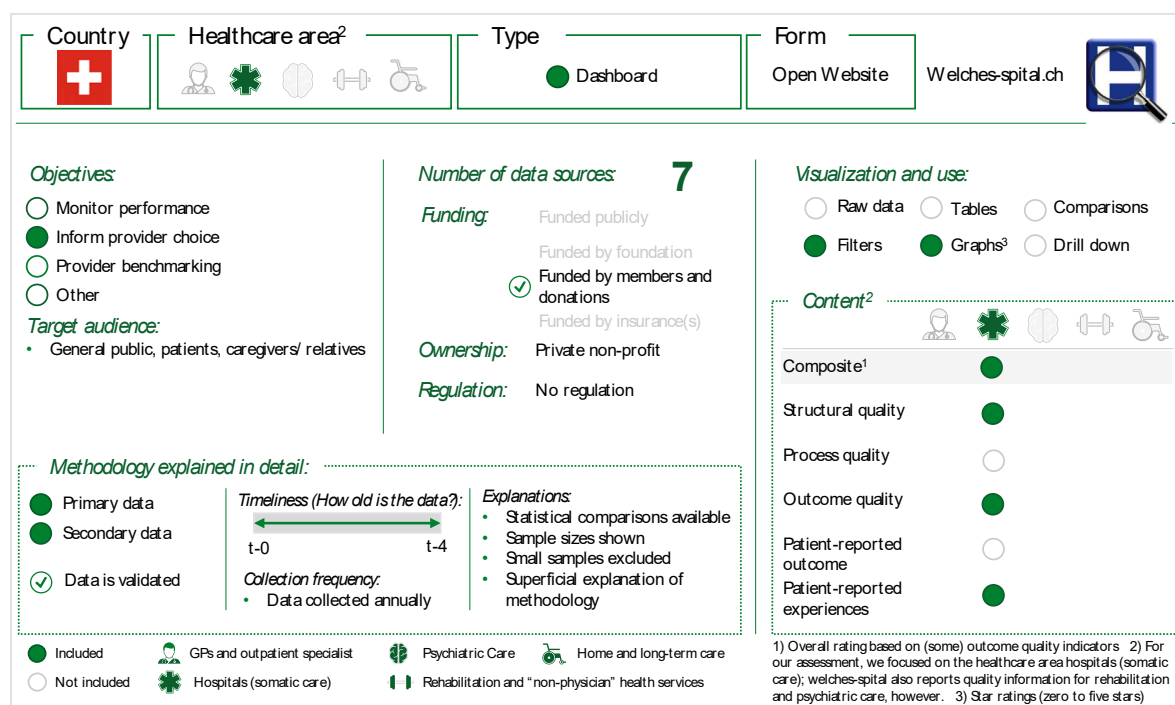 Country
Healthcare area2
Type
Form
Dashboard
Open Website
Welches-spital.ch
H
Objectives:
Monitor performance
Inform provider choice
Provider benchmarking
Other
Target audience:
• General public, patients, caregivers/ relatives
Number of data sources: 7
Funding:
Funded publicly
Funded by foundation
Funded by members and
donations
Funded by insurance(s)
Ownership: Private non-profit
Regulation: No regulation
Visualization and use:
Raw data Tables Comparisons
Filters Graphs3 Drill down
Content2
Composite1
Structural quality
Process quality
Outcome quality
Patient-reported
outcome
Patient-reported
experiences
Methodology explained in detail:
Primary data
Secondary data
Data is validated
Timeliness (How old is the data?):
t-0 t-4
Collection frequency:
• Data collected annually
Explanations:
• Statistical comparisons available
• Sample sizes shown
• Small samples excluded
• Superficial explanation of
methodology
Included
Not included
GPs and outpatient specialist
Hospitals (somatic care)
Psychiatric Care
Rehabilitation and “non-physician” health services
Home and long-term care
1) Overall rating based on (some) outcome quality indicators 2) For
our assessment, we focused on the healthcare area hospitals (somatic
care); welches-spital also reports quality information for rehabilitation
and psychiatric care, however. 3) Star ratings (zero to five stars)